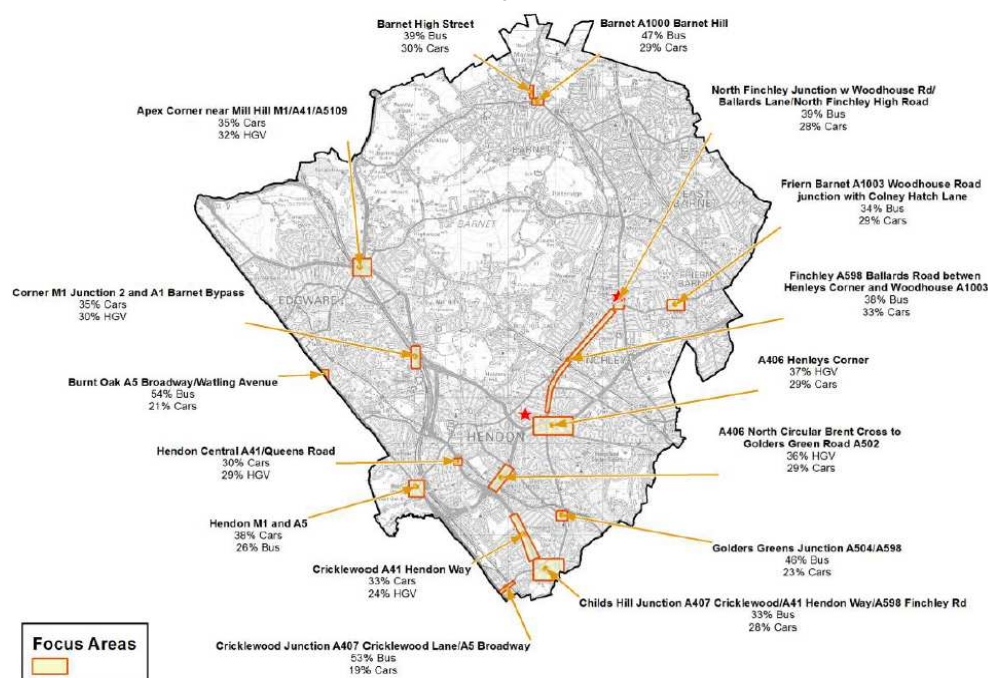 Barnet High Street
39% Bus
30% Cars
Barnet A1000 Barnet Hill
47% Bus
29% Cars
Apex Corner near Mill Hill M1/A41/A5109
35% Cars
32% HGV
North Finchley Junction w Woodhouse Rd/
Ballards Lane/North Finchley High Road
39% Bus
28% Cars
Friern Barnet A1003 Woodhouse Road
junction with Colney Hatch Lane
34% Bus
29% Cars
Corner M1 Junction 2 and A1 Barnet Bypass
35% Cars
30% HGV
Finchley A598 Ballards Road betwen
Henleys Corner and Woodhouse A1003
38% Bus
33% Cars
Burnt Oak A5 Broadway/Watling Avenue
54% Bus
21% Cars
A406 Henleys Corner
37% HGV
29% Cars
Hendon Central A41/Queens Road
30% Cars
29% HGV
A406 North Circular Brent Cross to
Golders Green Road A502
36% HGV
29% Cars
Hendon M1 and A5
38% Cars
26% Bus
Golders Greens Junction A504/A598
46% Bus
23% Cars
Cricklewood A41 Hendon Way
33% Cars
24% HGV
Childs Hill Junction A407 Cricklewood/A41 Hendon Way/A598 Finchley Rd
33% Bus
28% Cars
Cricklewood Junction A407 Cricklewood Lane/A5 Broadway
53% Bus
19% Cars
Focus Areas
BARNET
BARNET
EDGWARE
HENDON